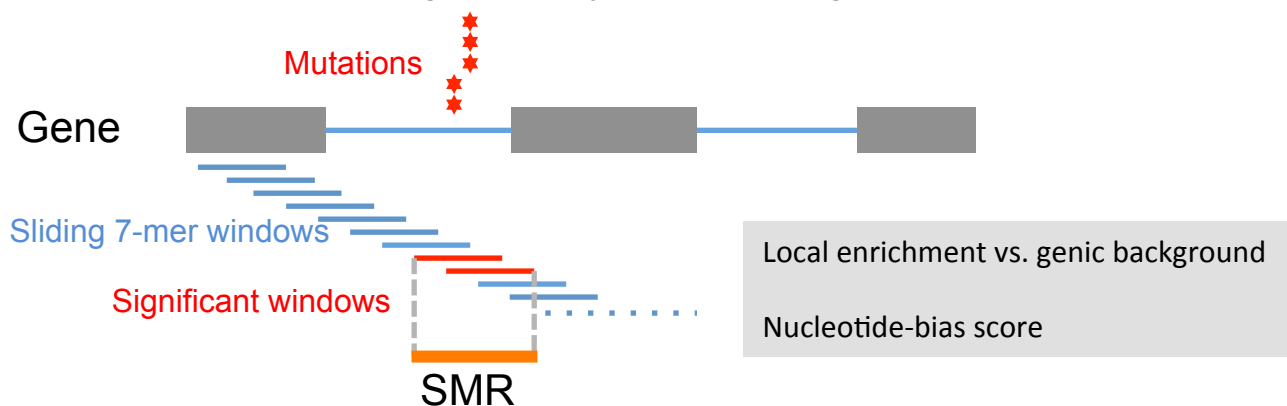 Mutations
Gene
Sliding 7-mer windows
Significant windows
SMR
Local enrichment vs. genic background
Nucleotide-bias score